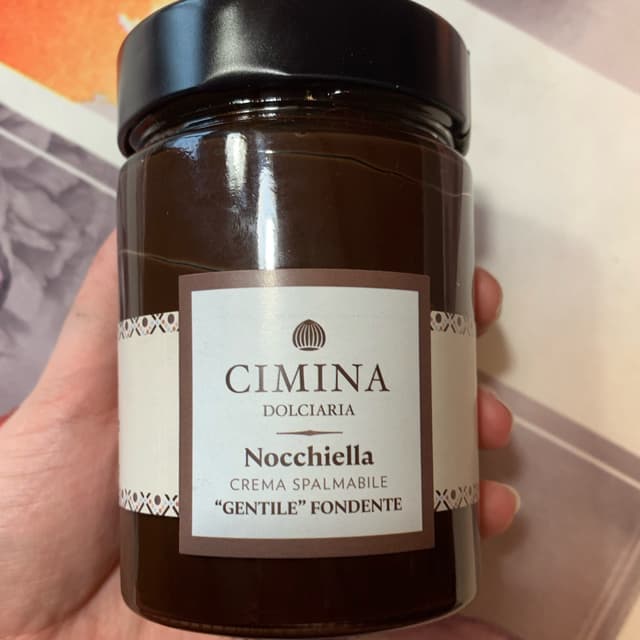 CIMINA
DOLCIARIA
Nocchiella
CREMA SPALMABILE
“GENTILE” FONDENTE